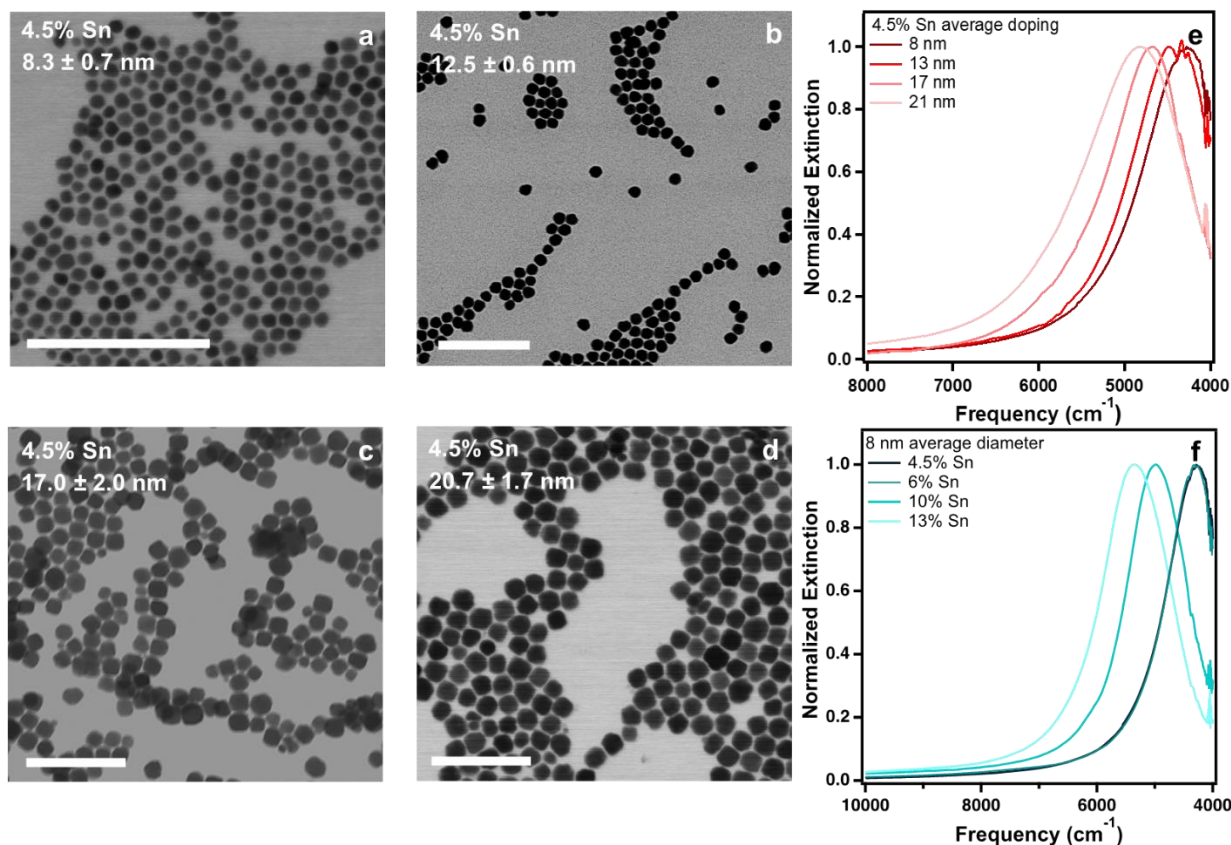 4.5% Sn
8.3 ± 0.7 nm
a
4.5% Sn
12.5 ± 0.6 nm
b
4.5% Sn average doping
e
8 nm
13 nm
17 nm
21 nm
Normalized Extinction
1.0
0.8
0.6
0.4
0.2
0.0
8000 7000 6000 5000 4000
Frequency (cm⁻¹)
4.5% Sn
17.0 ± 2.0 nm
c
4.5% Sn
20.7 ± 1.7 nm
d
8 nm average diameter
f
4.5% Sn
6% Sn
10% Sn
13% Sn
Normalized Extinction
1.0
0.8
0.6
0.4
0.2
0.0
10000 8000 6000 4000
Frequency (cm⁻¹)